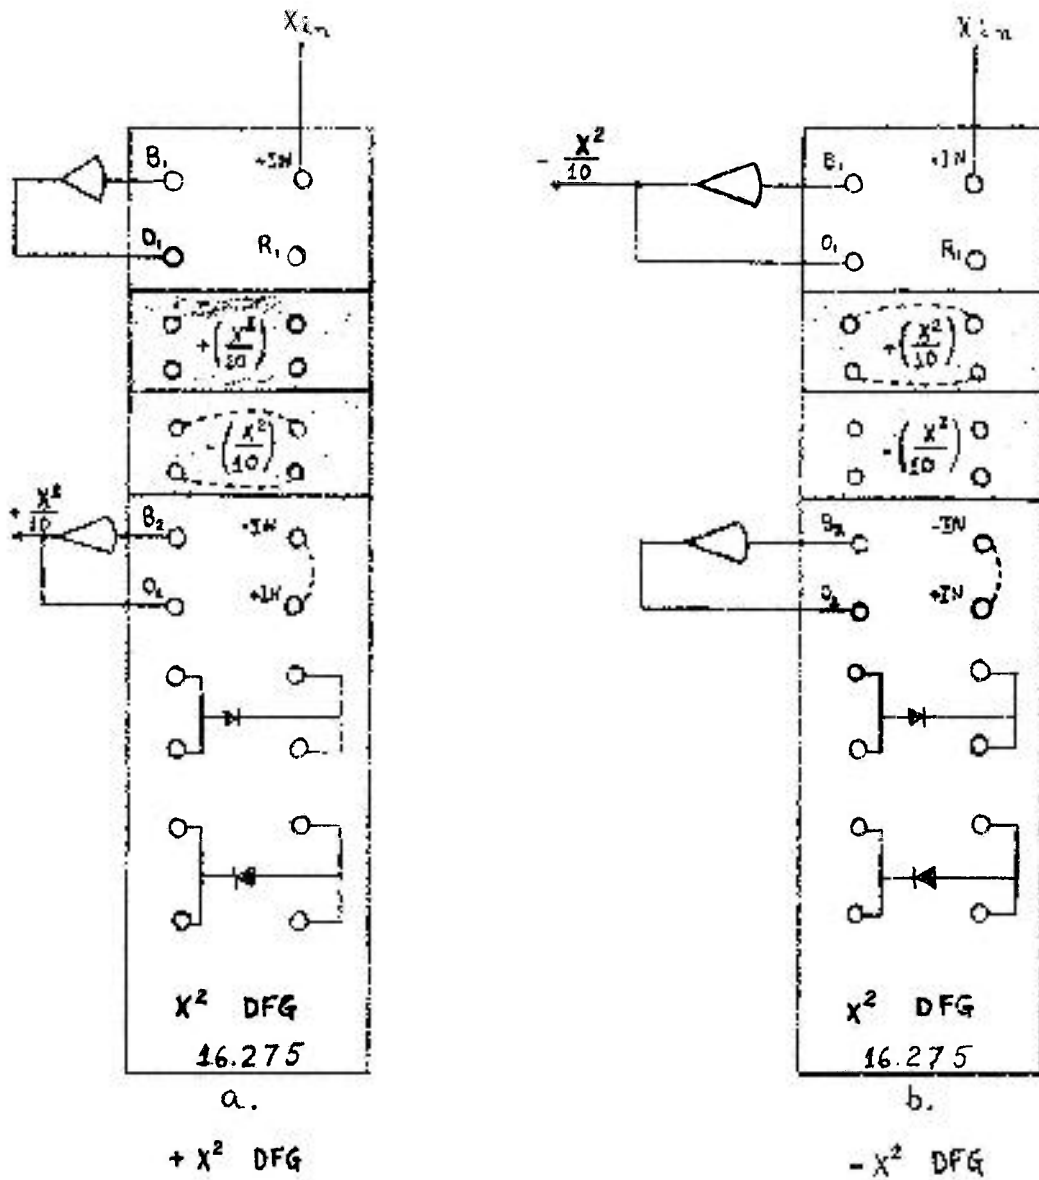 Xin
B1 +IN
O1 R1
+(X²/10)
-(X²/10)
+ X²/10
B2 -IN
O2 +IN
X² DFG
16.275
a.
+ X² DFG
Xin
- X²/10
B1 +IN
O1 R1
+(X²/10)
-(X²/10)
B2 -IN
O2 +IN
X² DFG
16.275
b.
- X² DFG